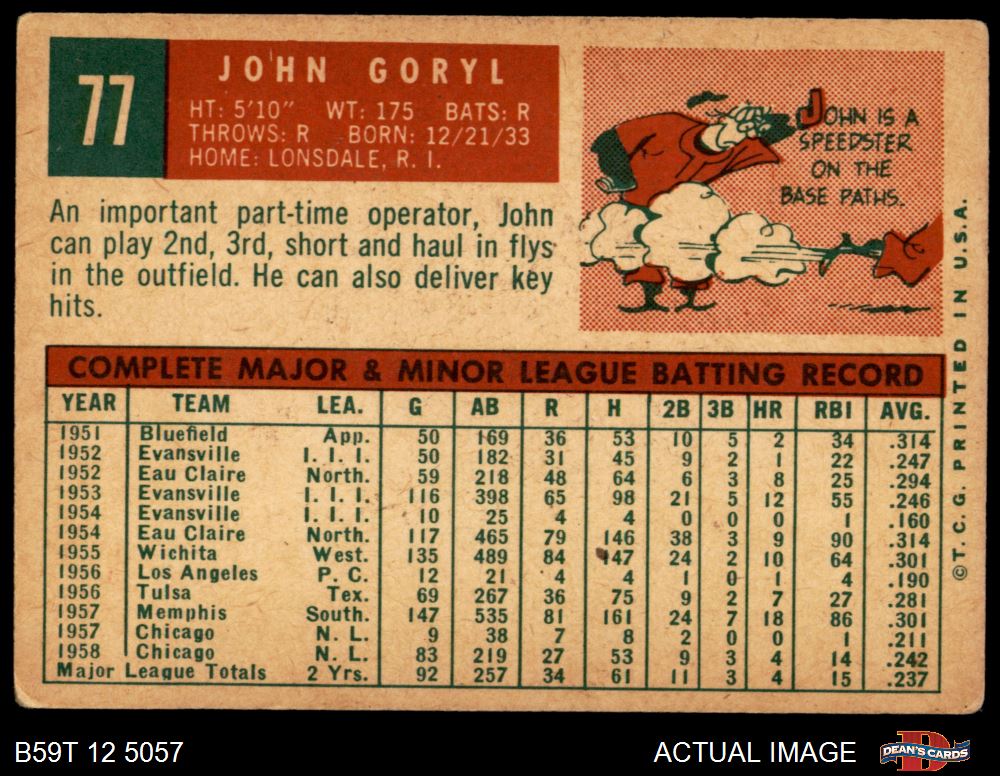 77
JOHN GORYL
HT: 5'10" WT: 175 BATS: R
THROWS: R BORN: 12/21/33
HOME: LONSDALE, R. I.
An important part-time operator, John
can play 2nd, 3rd, short and haul in flys
in the outfield. He can also deliver key
hits.
JOHN IS A
SPEEDSTER
ON THE
BASE PATHS.
COMPLETE MAJOR & MINOR LEAGUE BATTING RECORD
YEAR TEAM LEA. G AB R H 2B 3B HR RBI AVG.
1951 Bluefield App. 50 169 36 53 10 5 2 34 .314
1952 Evansville I. I. I. 50 182 31 45 9 2 1 22 .247
1952 Eau Claire North. 59 218 48 64 6 3 8 25 .294
1953 Evansville I. I. I. 116 398 65 98 21 5 12 55 .246
1954 Evansville I. I. I. 10 25 4 4 0 0 0 1 .160
1954 Eau Claire North. 117 465 79 146 38 3 9 90 .314
1955 Wichita West. 135 489 84 147 24 2 10 64 .301
1956 Los Angeles P. C. 12 21 4 4 1 0 1 4 .190
1956 Tulsa Tex. 69 267 36 75 9 2 7 27 .281
1957 Memphis South. 147 535 81 161 24 7 18 86 .301
1957 Chicago N. L. 9 38 7 8 2 0 0 1 .211
1958 Chicago N. L. 83 219 27 53 9 3 4 14 .242
Major League Totals 2 Yrs. 92 257 34 61 11 3 4 15 .237
©T. C. G. PRINTED IN U.S.A.
B59T 12 5057
ACTUAL IMAGE
D
DEAN'S CARDS